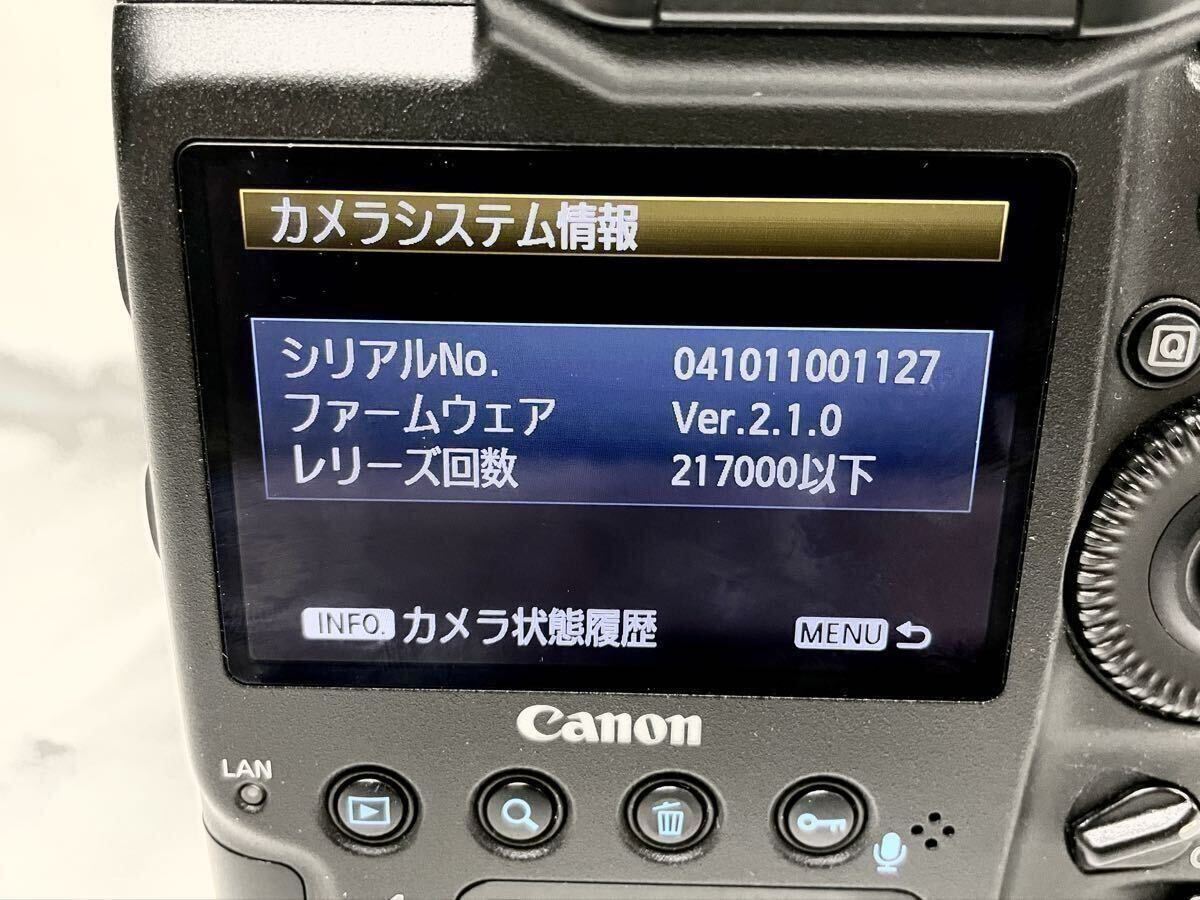 カメラシステム情報
シリアルNo. 041011001127
ファームウェア Ver.2.1.0
レリーズ回数 217000以下
INFO. カメラ状態履歴 MENU
Q
Canon
LAN